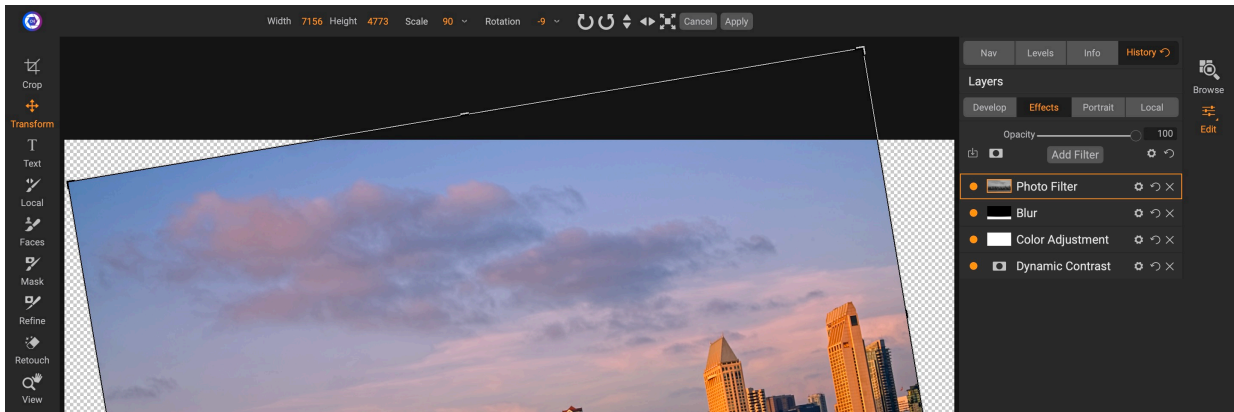 Width 7156 Height 4773 Scale 90 Rotation -9 Cancel Apply
Crop
Transform
Text
Local
Faces
Mask
Refine
Retouch
View
Nav Levels Info History
Layers
Develop Effects Portrait Local
Opacity 100
Add Filter
Photo Filter
Blur
Color Adjustment
Dynamic Contrast
Browse
Edit